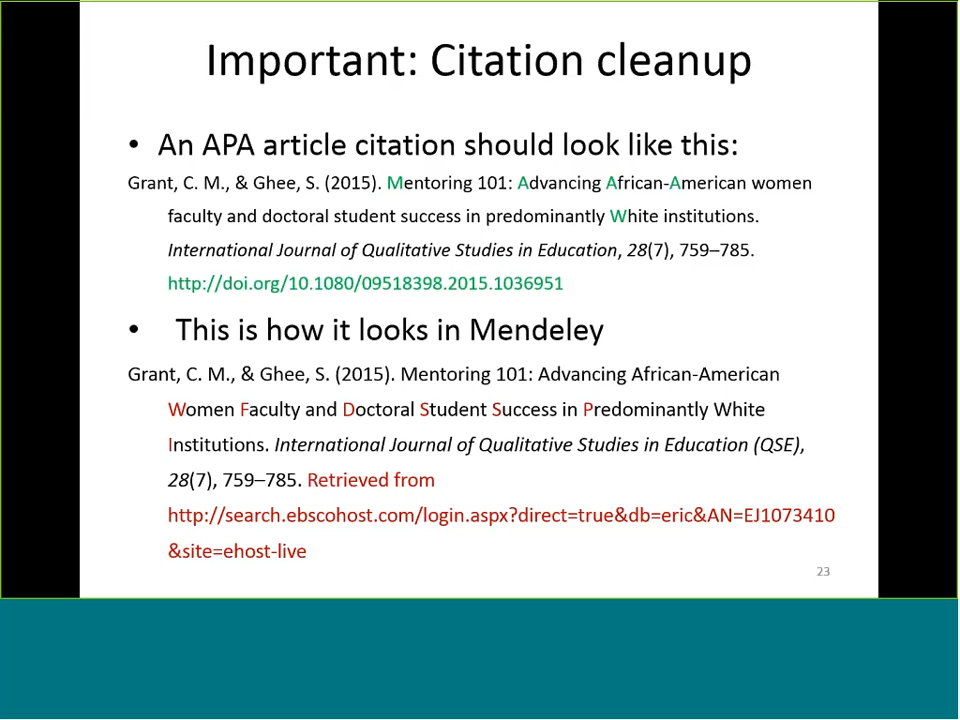 Important: Citation cleanup
• An APA article citation should look like this:
Grant, C. M., & Ghee, S. (2015). Mentoring 101: Advancing African-American women
faculty and doctoral student success in predominantly White institutions.
International Journal of Qualitative Studies in Education, 28(7), 759–785.
http://doi.org/10.1080/09518398.2015.1036951
• This is how it looks in Mendeley
Grant, C. M., & Ghee, S. (2015). Mentoring 101: Advancing African-American
Women Faculty and Doctoral Student Success in Predominantly White
Institutions. International Journal of Qualitative Studies in Education (QSE),
28(7), 759–785. Retrieved from
http://search.ebscohost.com/login.aspx?direct=true&db=eric&AN=EJ1073410
&site=ehost-live
23